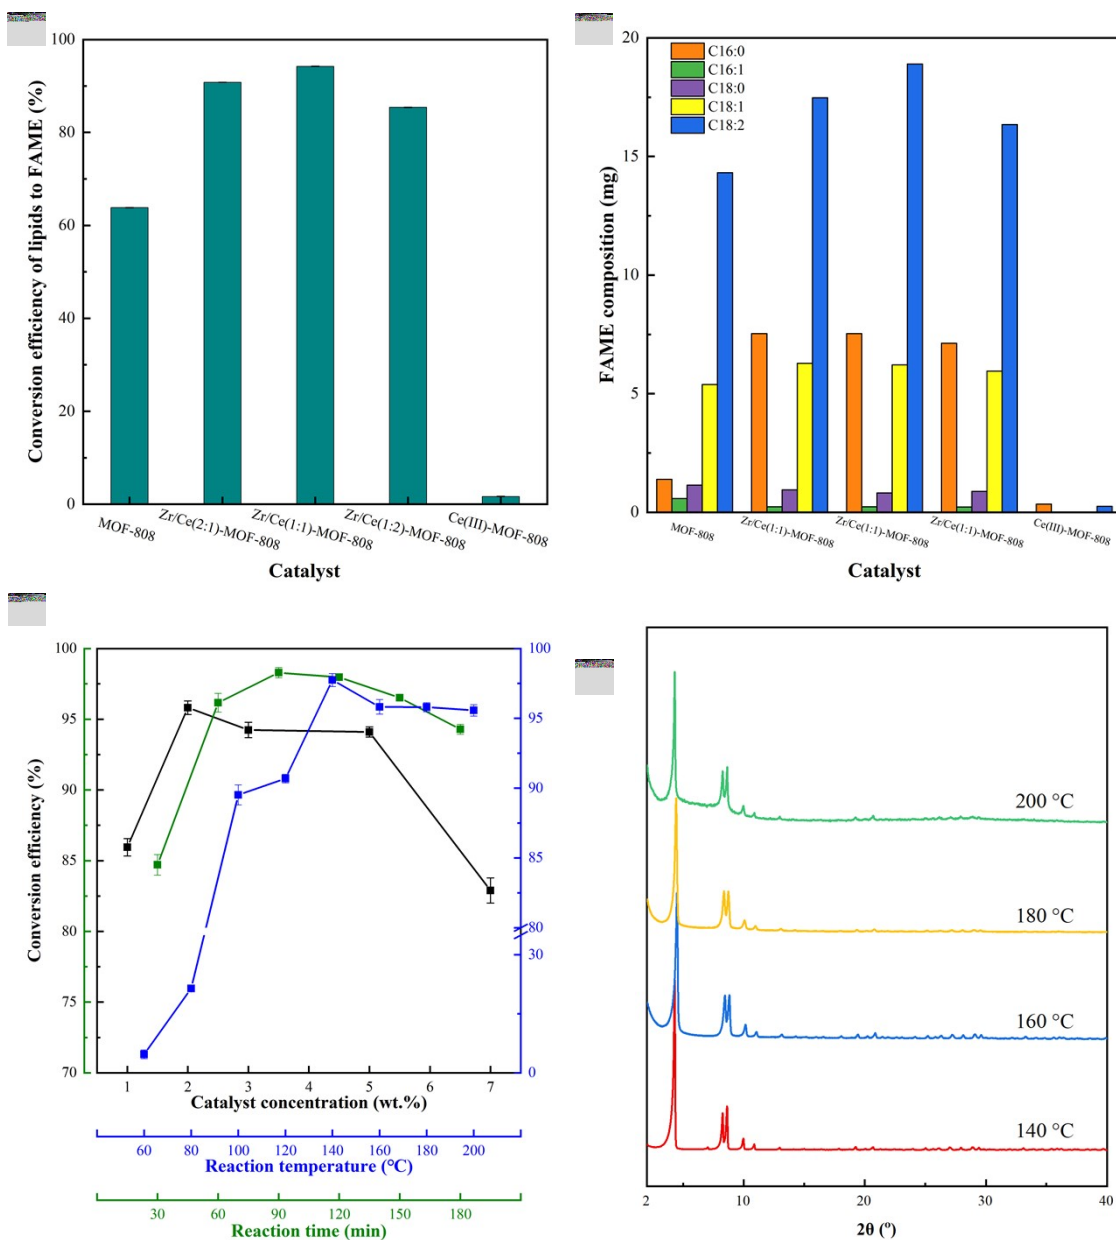 100
80
60
40
20
0
Conversion efficiency of lipids to FAME (%)
MOF-808
Zr/Ce(2:1)-MOF-808
Zr/Ce(1:1)-MOF-808
Zr/Ce(1:2)-MOF-808
Ce(III)-MOF-808
Catalyst
20
15
10
5
0
FAME composition (mg)
C16:0
C16:1
C18:0
C18:1
C18:2
MOF-808
Zr/Ce(1:1)-MOF-808
Zr/Ce(1:1)-MOF-808
Zr/Ce(1:1)-MOF-808
Ce(III)-MOF-808
Catalyst
100
95
90
85
80
75
70
Conversion efficiency (%)
100
95
90
85
80
30
0
1 2 3 4 5 6 7
Catalyst concentration (wt.%)
60 80 100 120 140 160 180 200
Reaction temperature (°C)
30 60 90 120 150 180
Reaction time (min)
200 °C
180 °C
160 °C
140 °C
2 10 20 30 40
2θ (°)